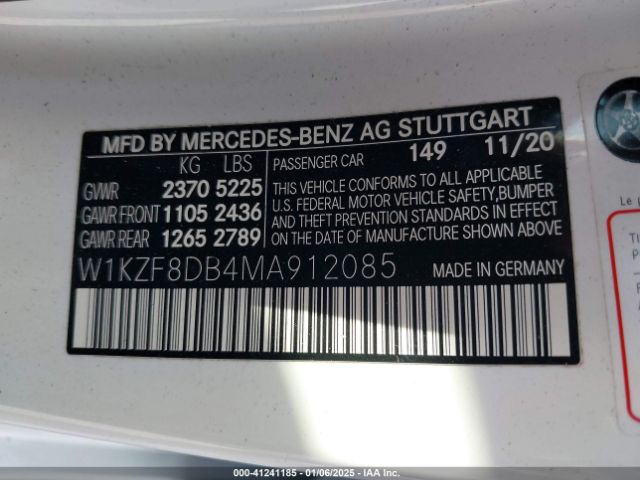 MFD BY MERCEDES-BENZ AG STUTTGART
KG LBS
PASSENGER CAR 149 11/20
GVWR 2370 5225
GAWR FRONT 1105 2436
GAWR REAR 1265 2789
THIS VEHICLE CONFORMS TO ALL APPLICABLE
U.S. FEDERAL MOTOR VEHICLE SAFETY,BUMPER
AND THEFT PREVENTION STANDARDS IN EFFECT
ON THE DATE OF MANUFACTURE SHOWN ABOVE
W1KZF8DB4MA912085
MADE IN GERMANY
Le p
000-41241185 - 01/06/2025 - IAAI.COM